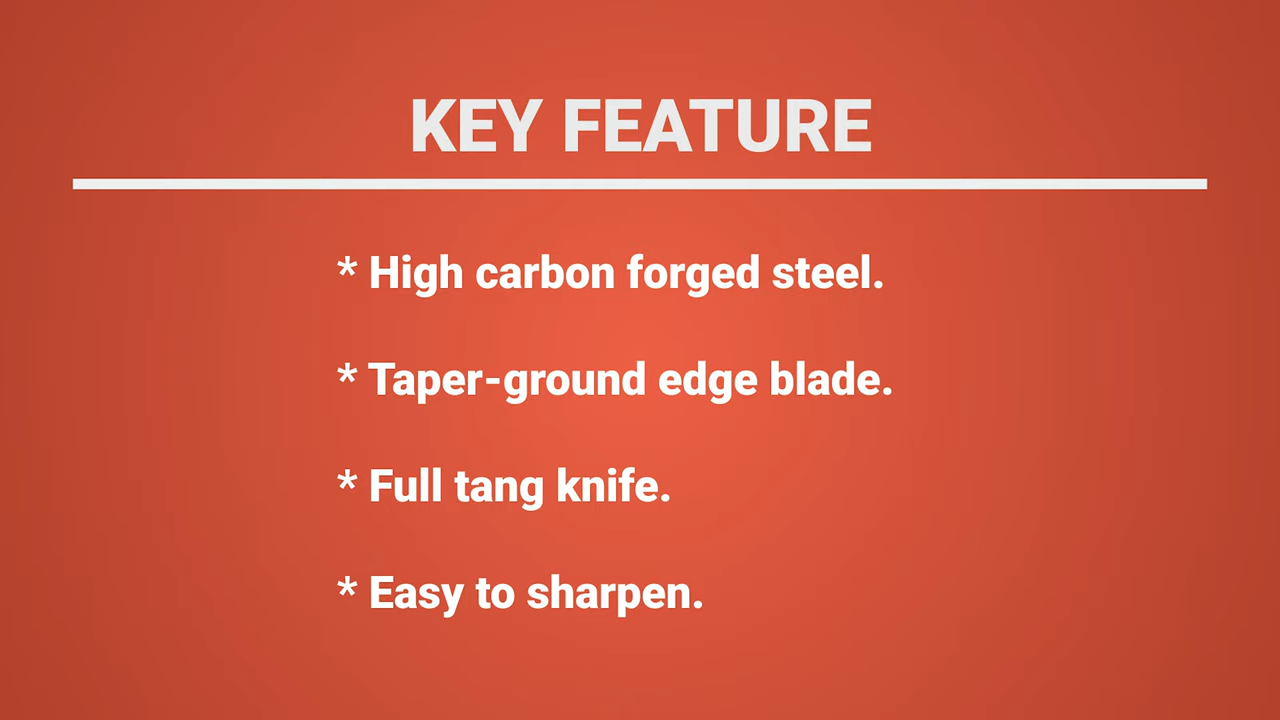 KEY FEATURE
* High carbon forged steel.
* Taper-ground edge blade.
* Full tang knife.
* Easy to sharpen.